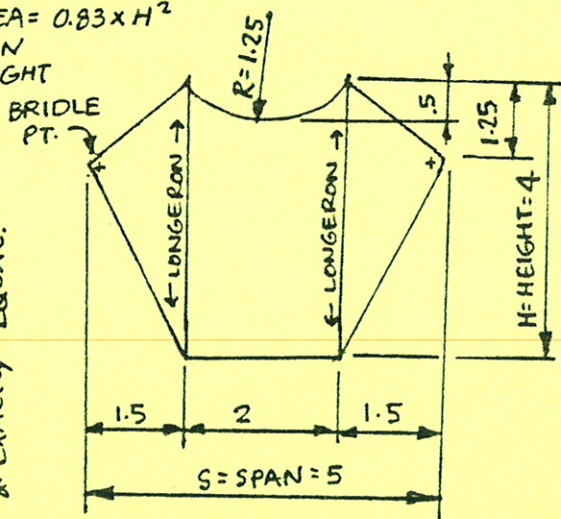 EA= 0.83 x H²
N
GHT
BRIDLE
PT.
R=1.25
.5
1.25
H=HEIGHT=4
← LONGERON →
← LONGERON →
EQUAL.
1.5
2
1.5
S=SPAN=5